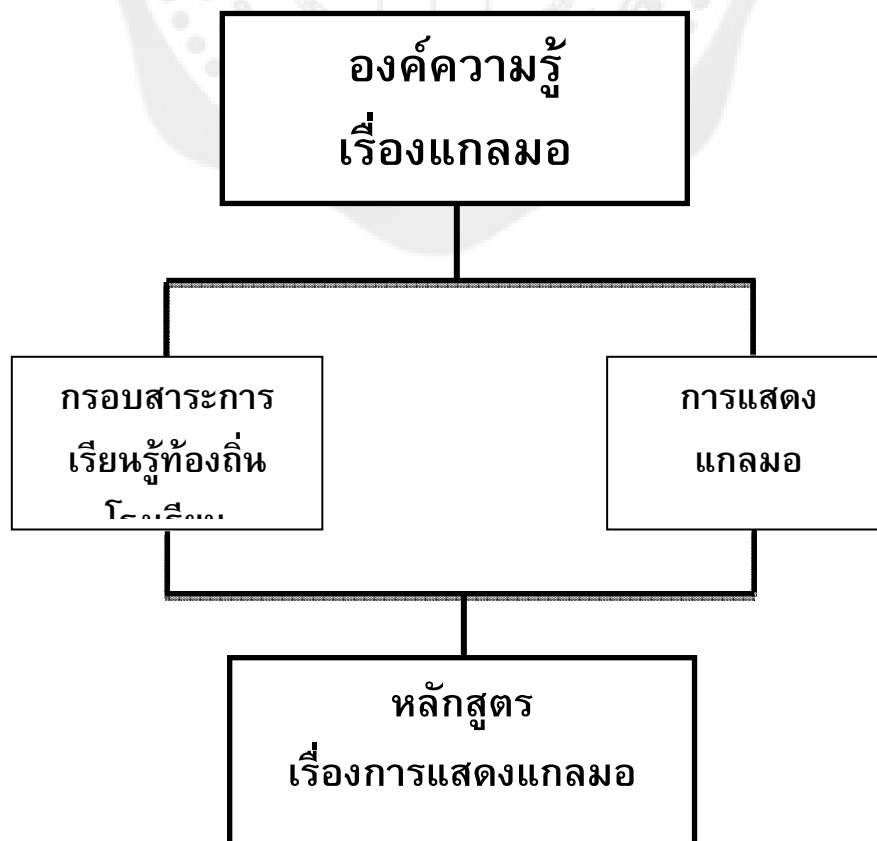 องค์ความรู้
เรื่องแกลมอ
กรอบสาระการ
เรียนรู้ท้องถิ่น
การแสดง
แกลมอ
หลักสูตร
เรื่องการแสดงแกลมอ